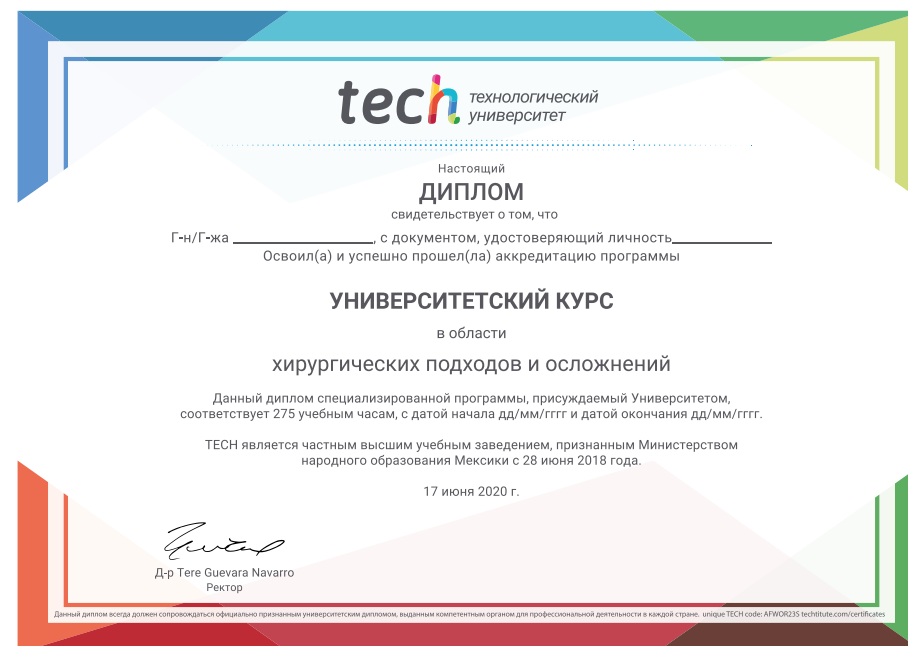 tech технологический
университет
Настоящий
ДИПЛОМ
свидетельствует о том, что
Г-н/Г-жа ____________, с документом, удостоверяющий личность____________
Освоил(а) и успешно прошел(ла) аккредитацию программы
УНИВЕРСИТЕТСКИЙ КУРС
в области
хирургических подходов и осложнений
Данный диплом специализированной программы, присуждаемый Университетом,
соответствует 275 учебным часам, с датой начала дд/мм/гггг и датой окончания дд/мм/гггг.
TECH является частным высшим учебным заведением, признанным Министерством
народного образования Мексики с 28 июня 2018 года.
17 июня 2020 г.
Д-р Tere Guevara Navarro
Ректор
Данный диплом всегда должен сопровождаться официально признанным университетским дипломом, выданным компетентным органом для профессиональной деятельности в каждой стране. unique TECH code: AFWOR23S techtitute.com/certificates